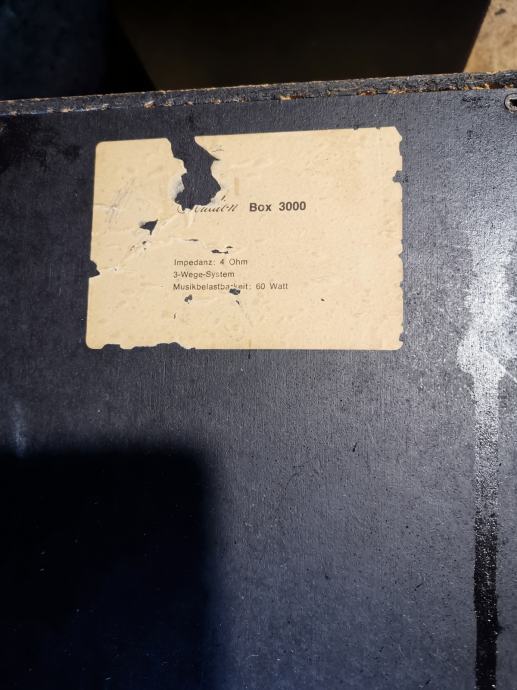 Box 3000
Impedanz: 4 Ohm
3-Wege-System
Musikbelastbarkeit: 60 Watt